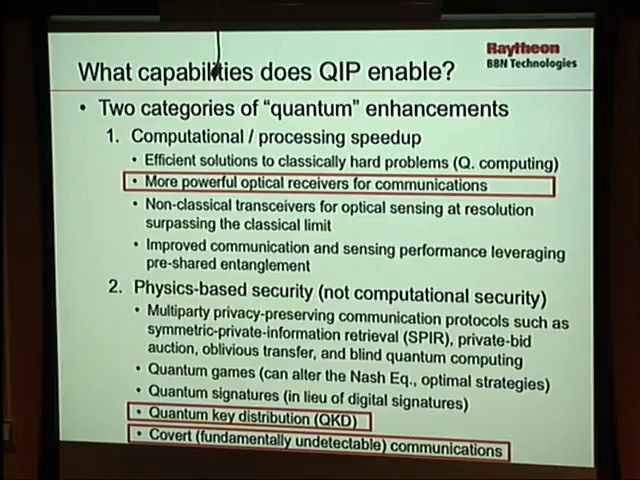 Raytheon
BBN Technologies
What capabilities does QIP enable?
• Two categories of “quantum” enhancements
1. Computational / processing speedup
• Efficient solutions to classically hard problems (Q. computing)
• More powerful optical receivers for communications
• Non-classical transceivers for optical sensing at resolution
surpassing the classical limit
• Improved communication and sensing performance leveraging
pre-shared entanglement
2. Physics-based security (not computational security)
• Multiparty privacy-preserving communication protocols such as
symmetric-private-information retrieval (SPIR), private-bid
auction, oblivious transfer, and blind quantum computing
• Quantum games (can alter the Nash Eq., optimal strategies)
• Quantum signatures (in lieu of digital signatures)
• Quantum key distribution (QKD)
• Covert (fundamentally undetectable) communications